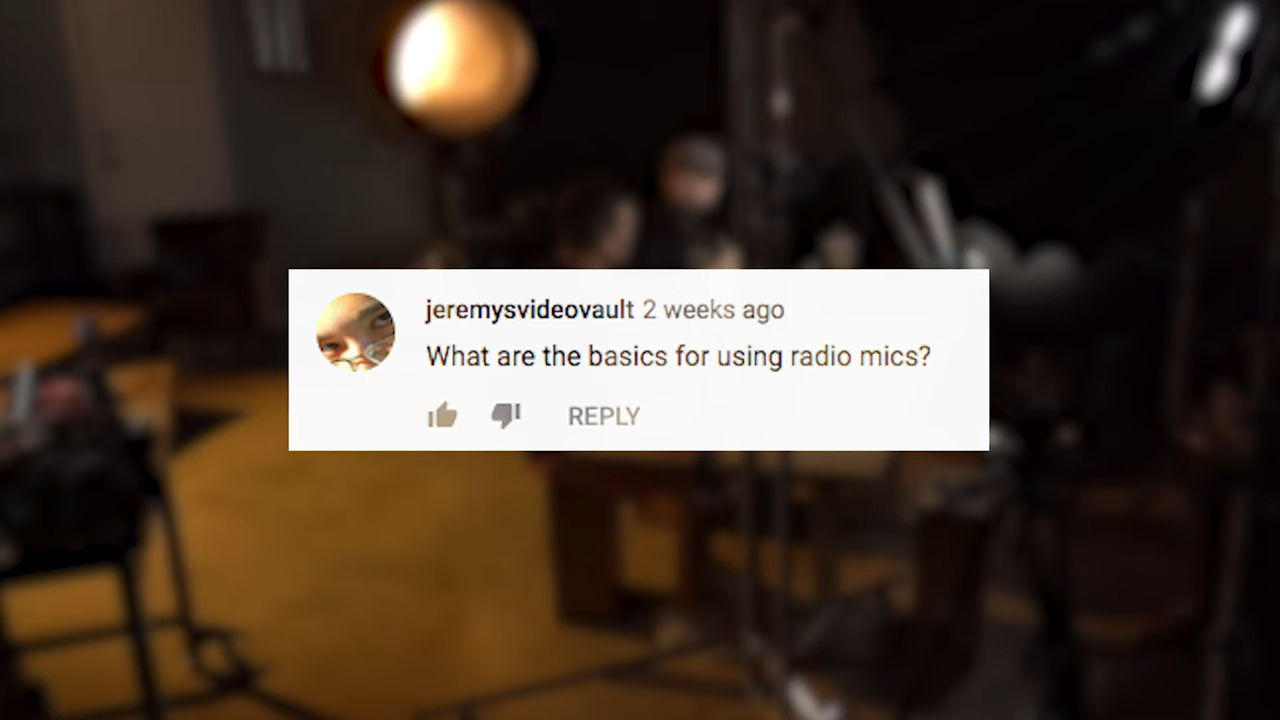 jeremysvideovault 2 weeks ago
What are the basics for using radio mics?
REPLY